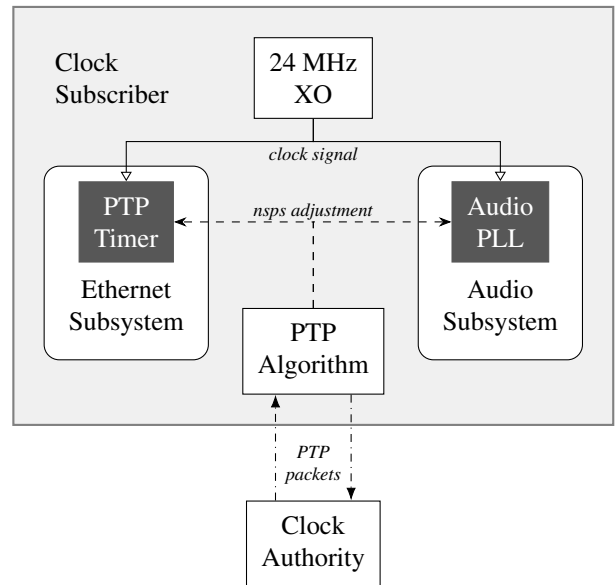 Clock
Subscriber
24 MHz
XO
clock signal
PTP
Timer
nsps adjustment
Audio
PLL
Ethernet
Subsystem
Audio
Subsystem
PTP
Algorithm
PTP
packets
Clock
Authority